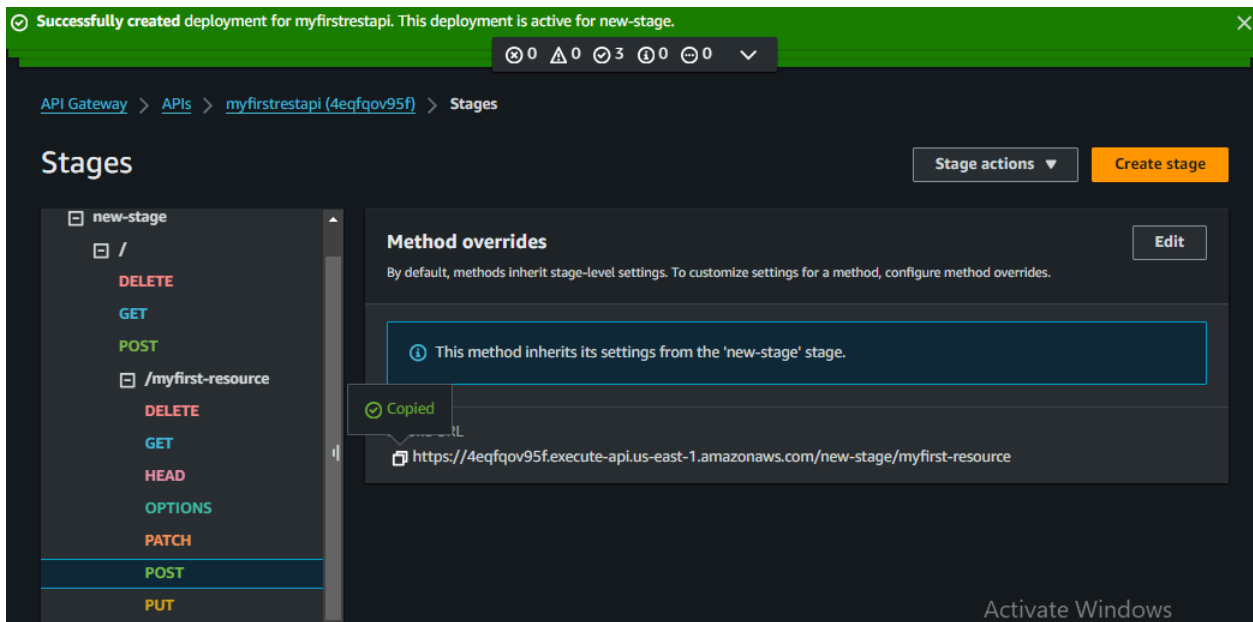 Successfully created deployment for myfirstrestapi. This deployment is active for new-stage.
0 0 3 0 0
API Gateway > APIs > myfirstrestapi (4eqfqov95f) > Stages
Stages
Stage actions ▼
Create stage
new-stage
/
DELETE
GET
POST
/myfirst-resource
DELETE
GET
HEAD
OPTIONS
PATCH
POST
PUT
Method overrides
Edit
By default, methods inherit stage-level settings. To customize settings for a method, configure method overrides.
This method inherits its settings from the 'new-stage' stage.
Copied
URL
https://4eqfqov95f.execute-api.us-east-1.amazonaws.com/new-stage/myfirst-resource
Activate Windows